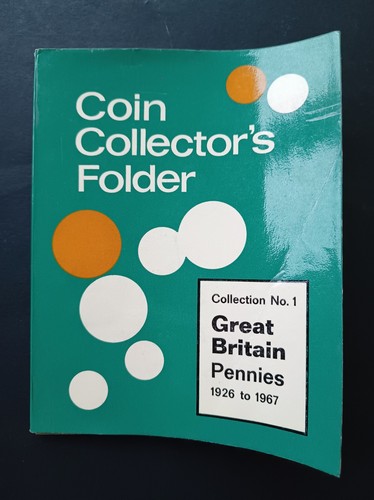 Coin
Collector's
Folder
Collection No. 1
Great
Britain
Pennies
1926 to 1967